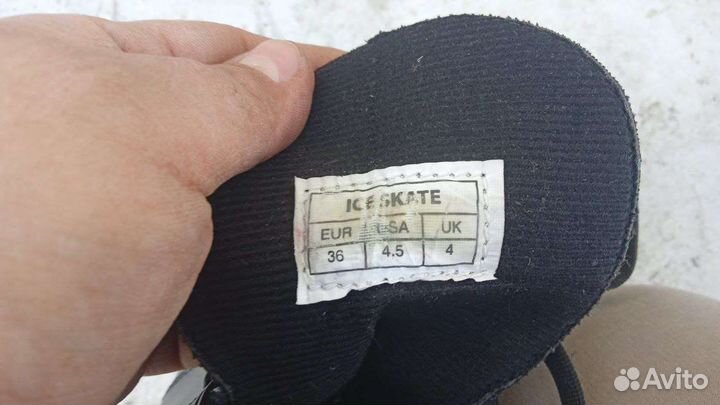 ICE SKATE
EUR USA UK
36 4.5 4
Avito